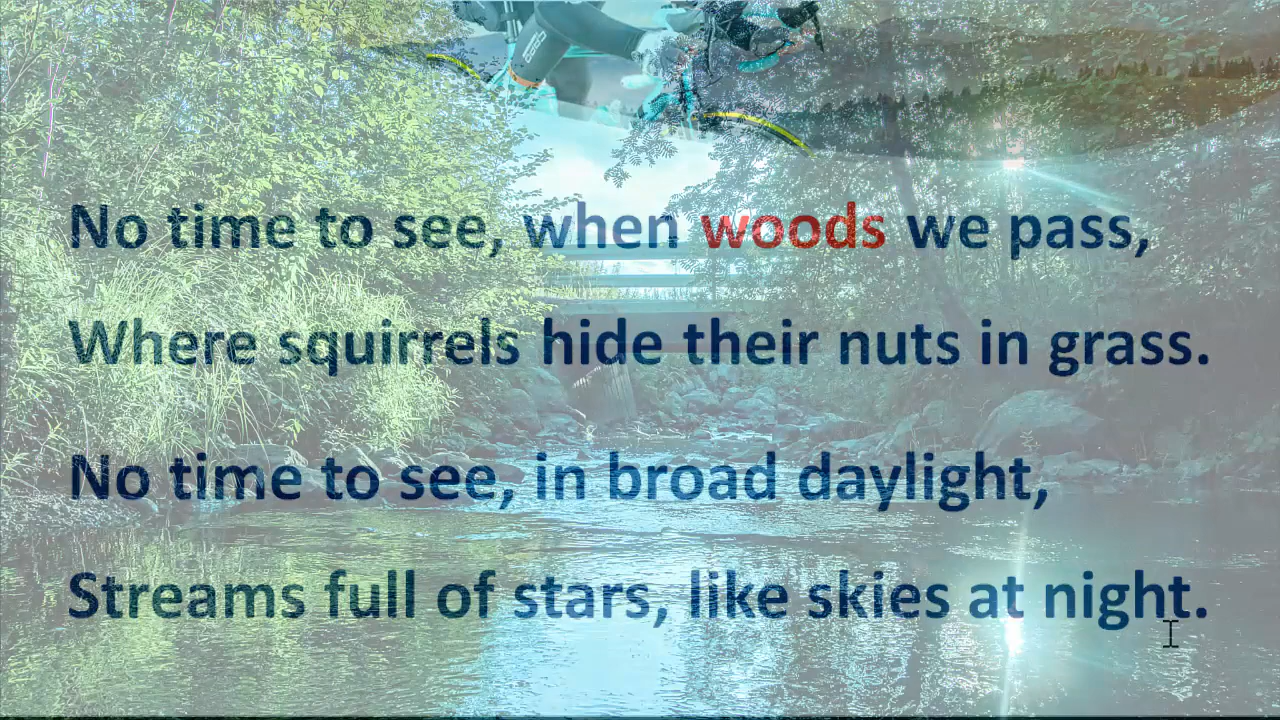 No time to see, when woods we pass,
Where squirrels hide their nuts in grass.
No time to see, in broad daylight,
Streams full of stars, like skies at night.